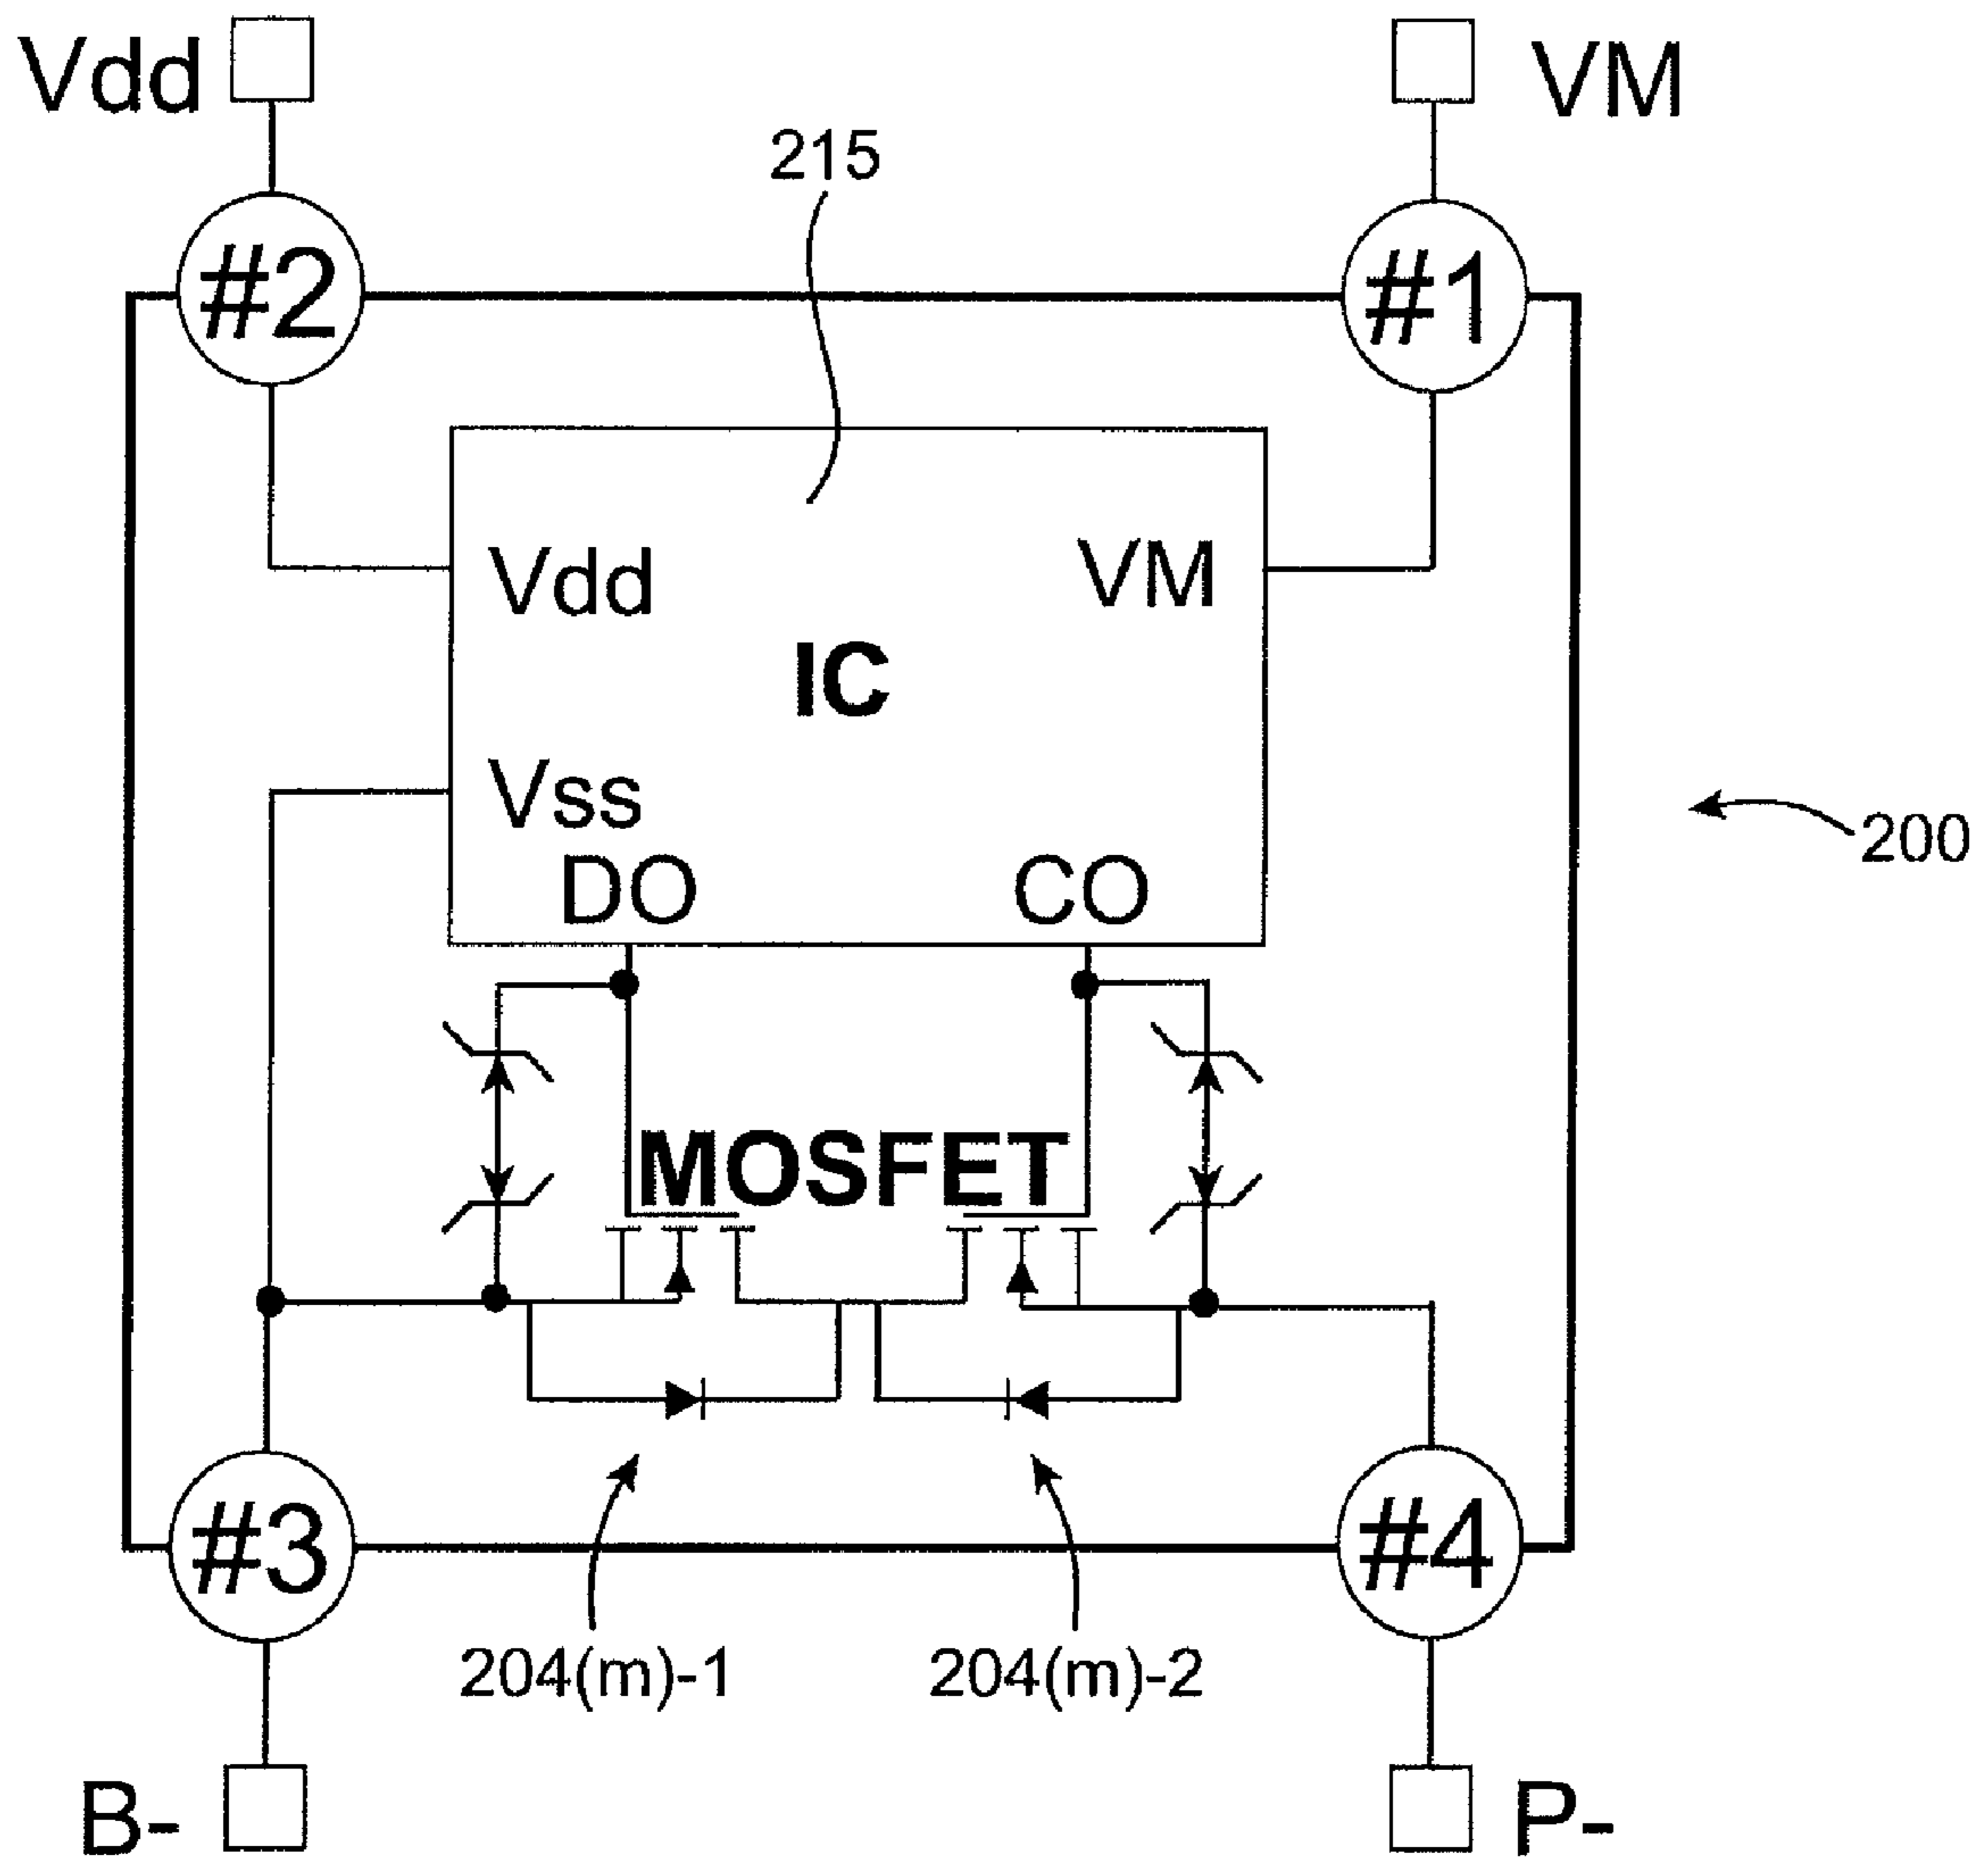 Vdd
VM
215
#2
#1
Vdd
VM
IC
Vss
200
DO
CO
MOSFET
#3
#4
204(m)-1
204(m)-2
B-
P-